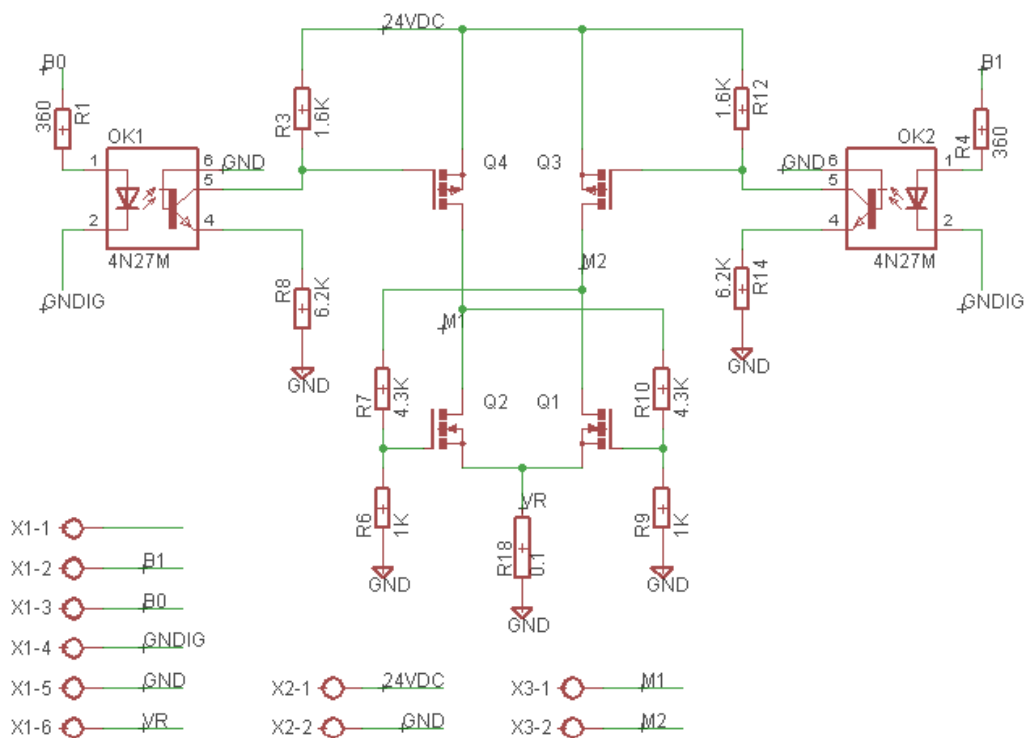 24VDC
B0
B1
360
R1
R3
1.6K
1.6K
R12
R4
360
OK1
OK2
1
2
6
GND
5
4
4N27M
Q4
Q3
GND
6
5
4
1
2
4N27M
GNDIG
R8
6.2K
GND
M2
M1
6.2K
R14
GND
GNDIG
R7
4.3K
Q2
Q1
R10
4.3K
R6
1K
GND
VR
R18
0.1
GND
R9
1K
GND
X1-1
X1-2 B1
X1-3 B0
X1-4 GNDIG
X1-5 GND
X1-6 VR
X2-1 24VDC
X2-2 GND
X3-1 M1
X3-2 M2